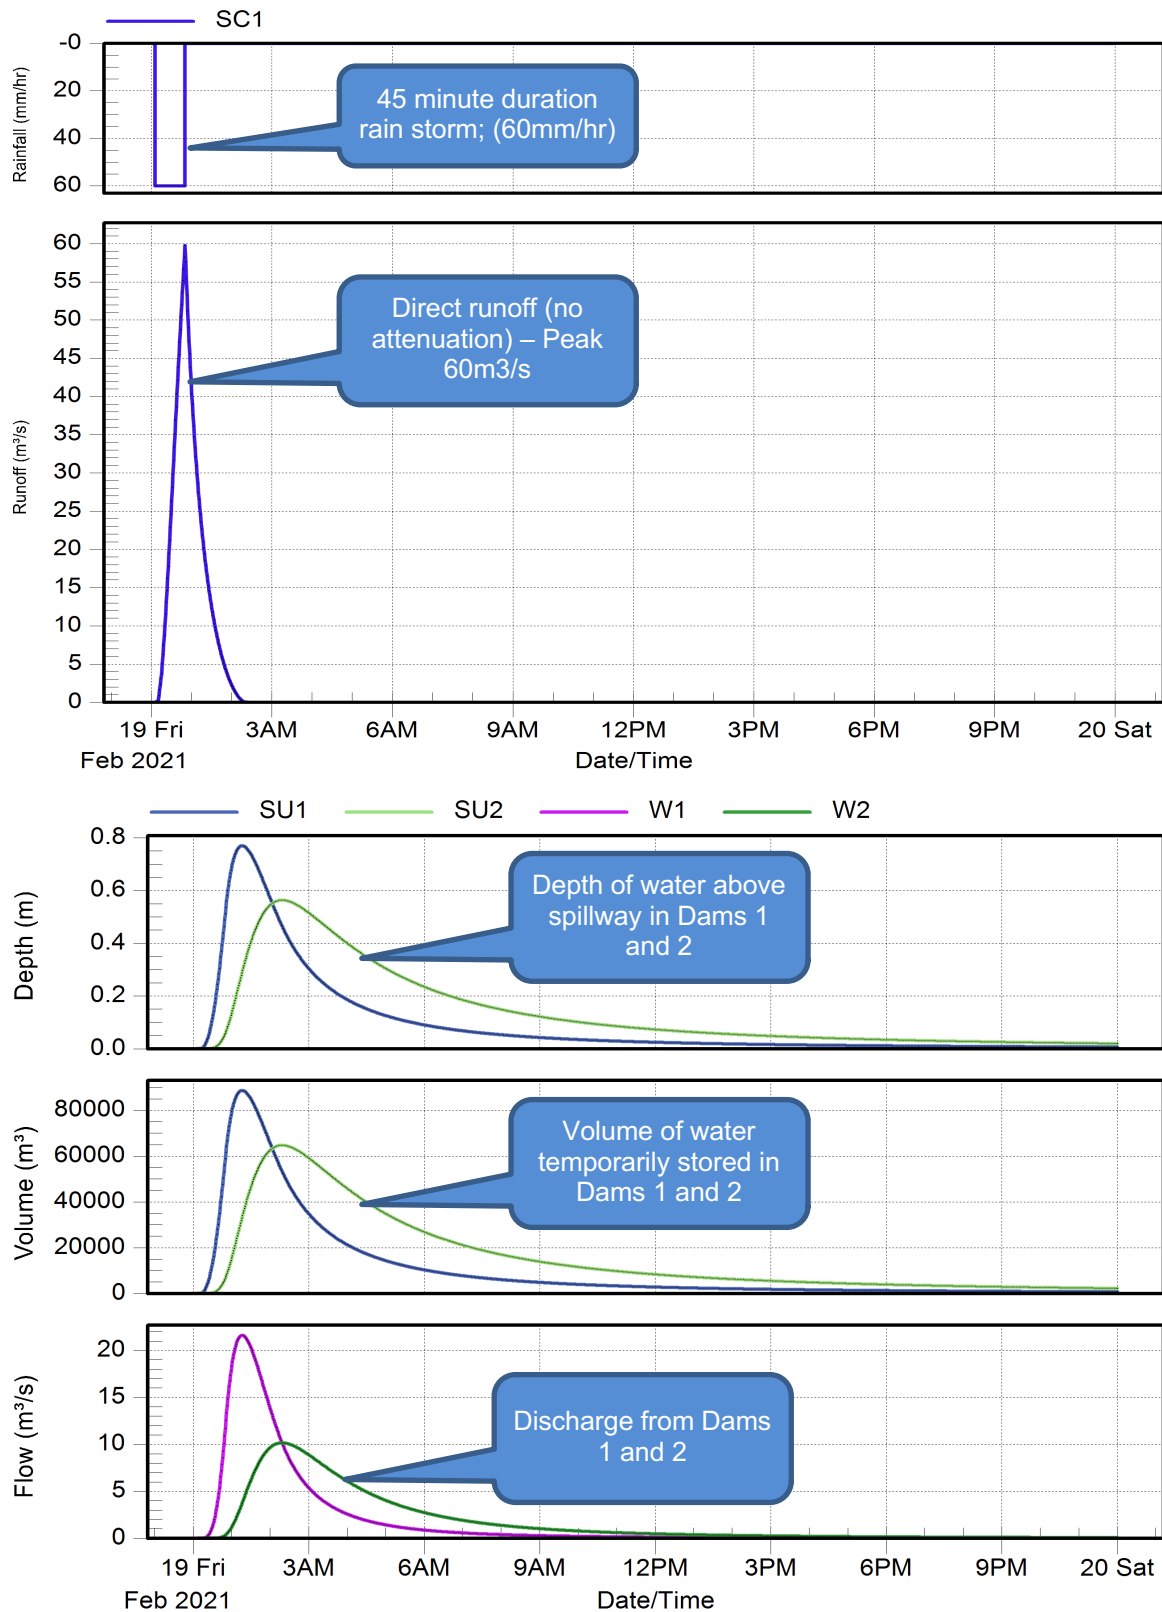 SC1
-0
20
40
60
Rainfall (mm/hr)
45 minute duration
rain storm; (60mm/hr)
60
55
50
45
40
35
30
25
20
15
10
5
0
Runoff (m³/s)
Direct runoff (no
attenuation) – Peak
60m3/s
19 Fri 3AM 6AM 9AM 12PM 3PM 6PM 9PM 20 Sat
Feb 2021 Date/Time
SU1 SU2 W1 W2
0.8
0.6
0.4
0.2
0.0
Depth (m)
Depth of water above
spillway in Dams 1
and 2
80000
60000
40000
20000
0
Volume (m³)
Volume of water
temporarily stored in
Dams 1 and 2
20
15
10
5
0
Flow (m³/s)
Discharge from Dams
1 and 2
19 Fri 3AM 6AM 9AM 12PM 3PM 6PM 9PM 20 Sat
Feb 2021 Date/Time